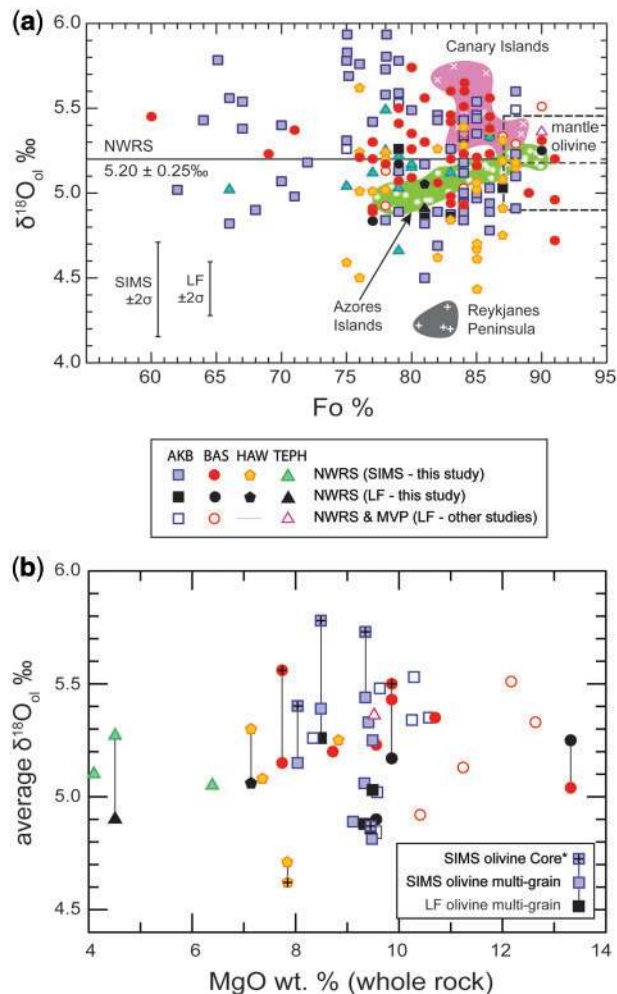 (a)
6.0
5.5
5.0
4.5
4.0
δ¹⁸Oₒₗ ‰
Canary Islands
NWRS
5.20 ± 0.25‰
mantle
olivine
SIMS
±2σ
LF
±2σ
Azores
Islands
Reykjanes
Peninsula
60 65 70 75 80 85 90 95
Fo %
AKB BAS HAW TEPH
NWRS (SIMS - this study)
NWRS (LF - this study)
NWRS & MVP (LF - other studies)
(b)
6.0
5.5
5.0
4.5
average δ¹⁸Oₒₗ ‰
SIMS olivine Core*
SIMS olivine multi-grain
LF olivine multi-grain
4 6 8 10 12 14
MgO wt. % (whole rock)